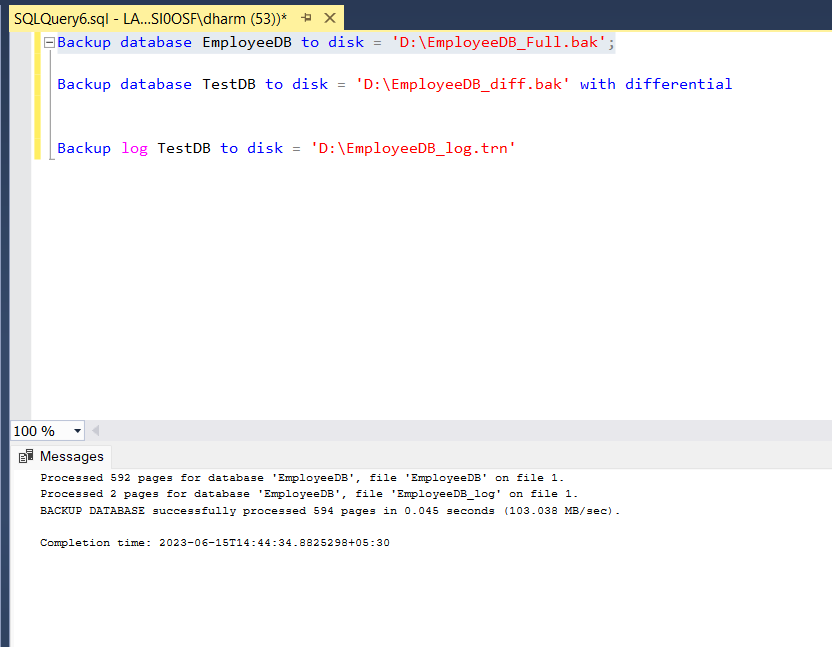 SQLQuery6.sql - LA...SI0OSF\dharm (53))*
Backup database EmployeeDB to disk = 'D:\EmployeeDB_Full.bak';
Backup database TestDB to disk = 'D:\EmployeeDB_diff.bak' with differential
Backup log TestDB to disk = 'D:\EmployeeDB_log.trn'
100 %
Messages
Processed 592 pages for database 'EmployeeDB', file 'EmployeeDB' on file 1.
Processed 2 pages for database 'EmployeeDB', file 'EmployeeDB_log' on file 1.
BACKUP DATABASE successfully processed 594 pages in 0.045 seconds (103.038 MB/sec).
Completion time: 2023-06-15T14:44:34.8825298+05:30